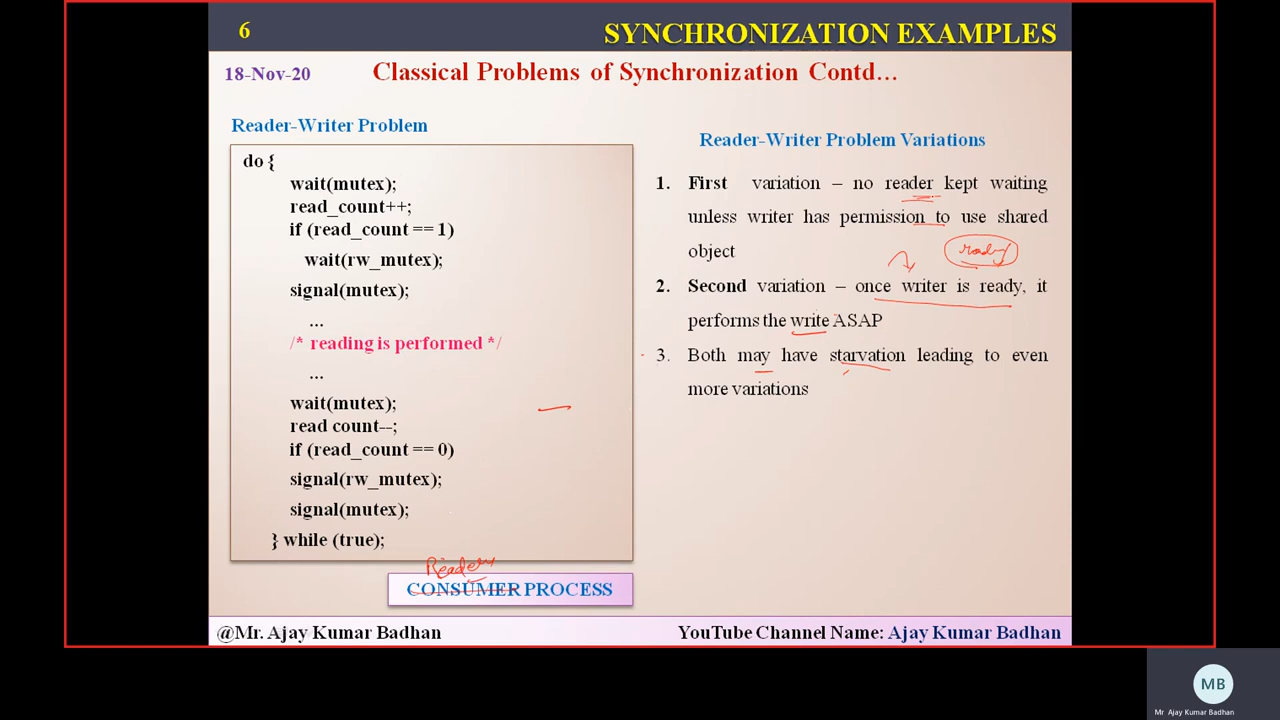 6
SYNCHRONIZATION EXAMPLES
18-Nov-20
Classical Problems of Synchronization Contd...
Reader-Writer Problem
do {
wait(mutex);
read_count++;
if (read_count == 1)
wait(rw_mutex);
signal(mutex);
...
/* reading is performed */
...
wait(mutex);
read count--;
if (read_count == 0)
signal(rw_mutex);
signal(mutex);
} while (true);
Reader
CONSUMER PROCESS
Reader-Writer Problem Variations
1. First variation – no reader kept waiting
unless writer has permission to use shared
object
ready
2. Second variation – once writer is ready, it
performs the write ASAP
3. Both may have starvation leading to even
more variations
@Mr. Ajay Kumar Badhan
YouTube Channel Name: Ajay Kumar Badhan
MB
Mr Ajay Kumar Badhan